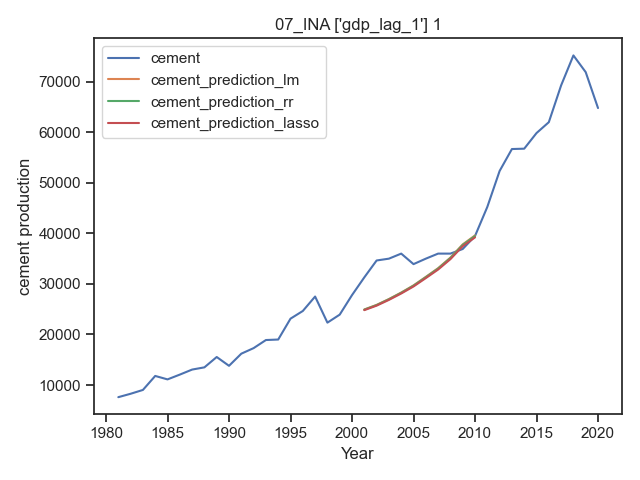 07_INA ['gdp_lag_1'] 1
cement
cement_prediction_lm
cement_prediction_rr
cement_prediction_lasso
70000
60000
50000
40000
30000
20000
10000
cement production
1980 1985 1990 1995 2000 2005 2010 2015 2020
Year